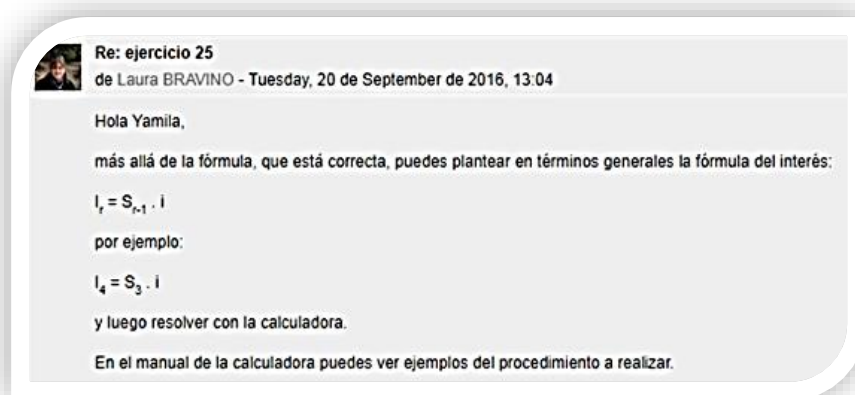 Re: ejercicio 25
de Laura BRAVINO - Tuesday, 20 de September de 2016, 13:04
Hola Yamila,
más allá de la fórmula, que está correcta, puedes plantear en términos generales la fórmula del interés:
Iᵣ = Sᵣ₋₁ . i
por ejemplo:
I₄ = S₃ . i
y luego resolver con la calculadora.
En el manual de la calculadora puedes ver ejemplos del procedimiento a realizar.